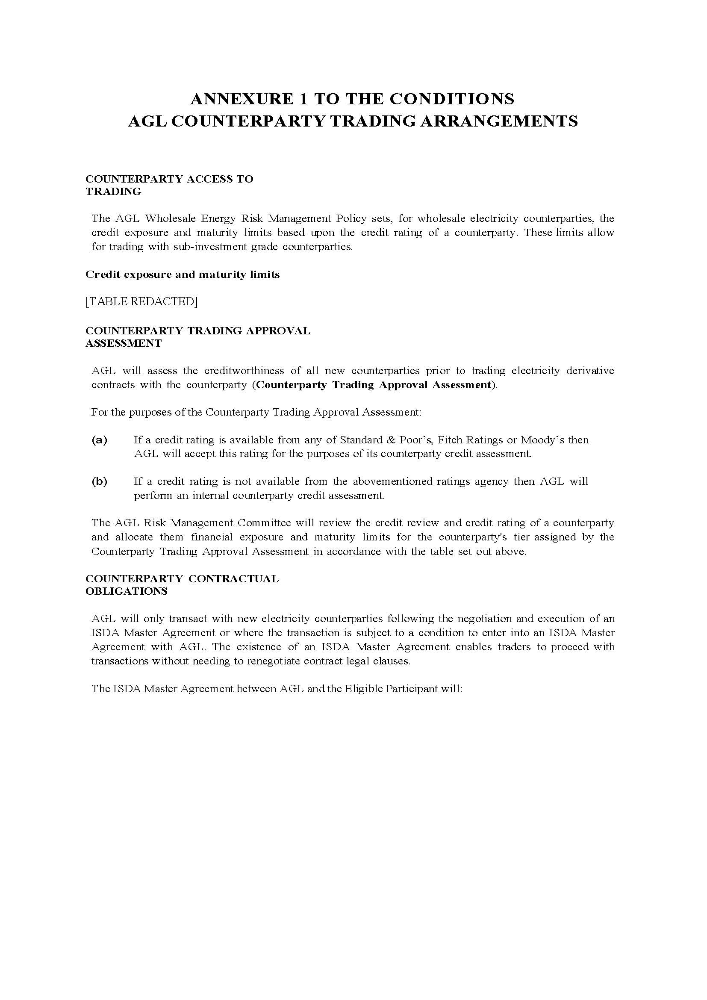 ANNEXURE 1 TO THE CONDITIONS
AGL COUNTERPARTY TRADING ARRANGEMENTS
COUNTERPARTY ACCESS TO
TRADING
The AGL Wholesale Energy Risk Management Policy sets, for wholesale electricity counterparties, the
credit exposure and maturity limits based upon the credit rating of a counterparty. These limits allow
for trading with sub-investment grade counterparties.
Credit exposure and maturity limits
[TABLE REDACTED]
COUNTERPARTY TRADING APPROVAL
ASSESSMENT
AGL will assess the creditworthiness of all new counterparties prior to trading electricity derivative
contracts with the counterparty (Counterparty Trading Approval Assessment).
For the purposes of the Counterparty Trading Approval Assessment:
(a) If a credit rating is available from any of Standard & Poor’s, Fitch Ratings or Moody’s then
AGL will accept this rating for the purposes of its counterparty credit assessment.
(b) If a credit rating is not available from the abovementioned ratings agency then AGL will
perform an internal counterparty credit assessment.
The AGL Risk Management Committee will review the credit review and credit rating of a counterparty
and allocate them financial exposure and maturity limits for the counterparty's tier assigned by the
Counterparty Trading Approval Assessment in accordance with the table set out above.
COUNTERPARTY CONTRACTUAL
OBLIGATIONS
AGL will only transact with new electricity counterparties following the negotiation and execution of an
ISDA Master Agreement or where the transaction is subject to a condition to enter into an ISDA Master
Agreement with AGL. The existence of an ISDA Master Agreement enables traders to proceed with
transactions without needing to renegotiate contract legal clauses.
The ISDA Master Agreement between AGL and the Eligible Participant will: